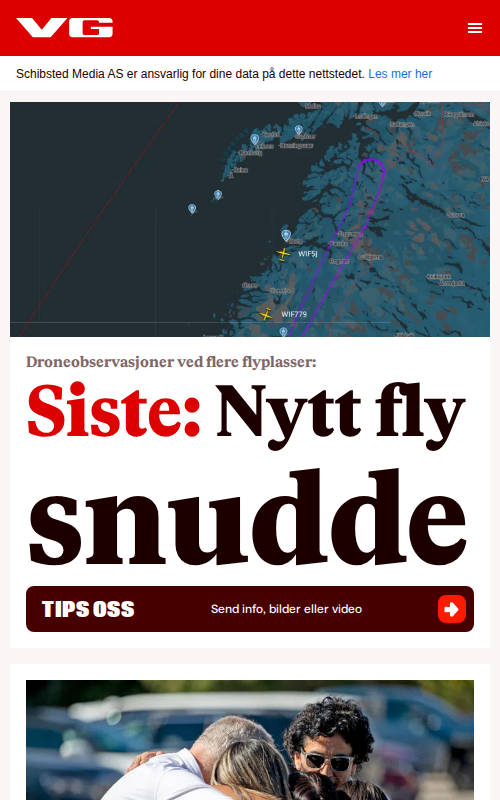 VG
Schibsted Media AS er ansvarlig for dine data på dette nettstedet. Les mer her
WIF5J
WIF779
Droneobservasjoner ved flere flyplasser:
Siste: Nytt fly
snudde
TIPS OSS
Send info, bilder eller video